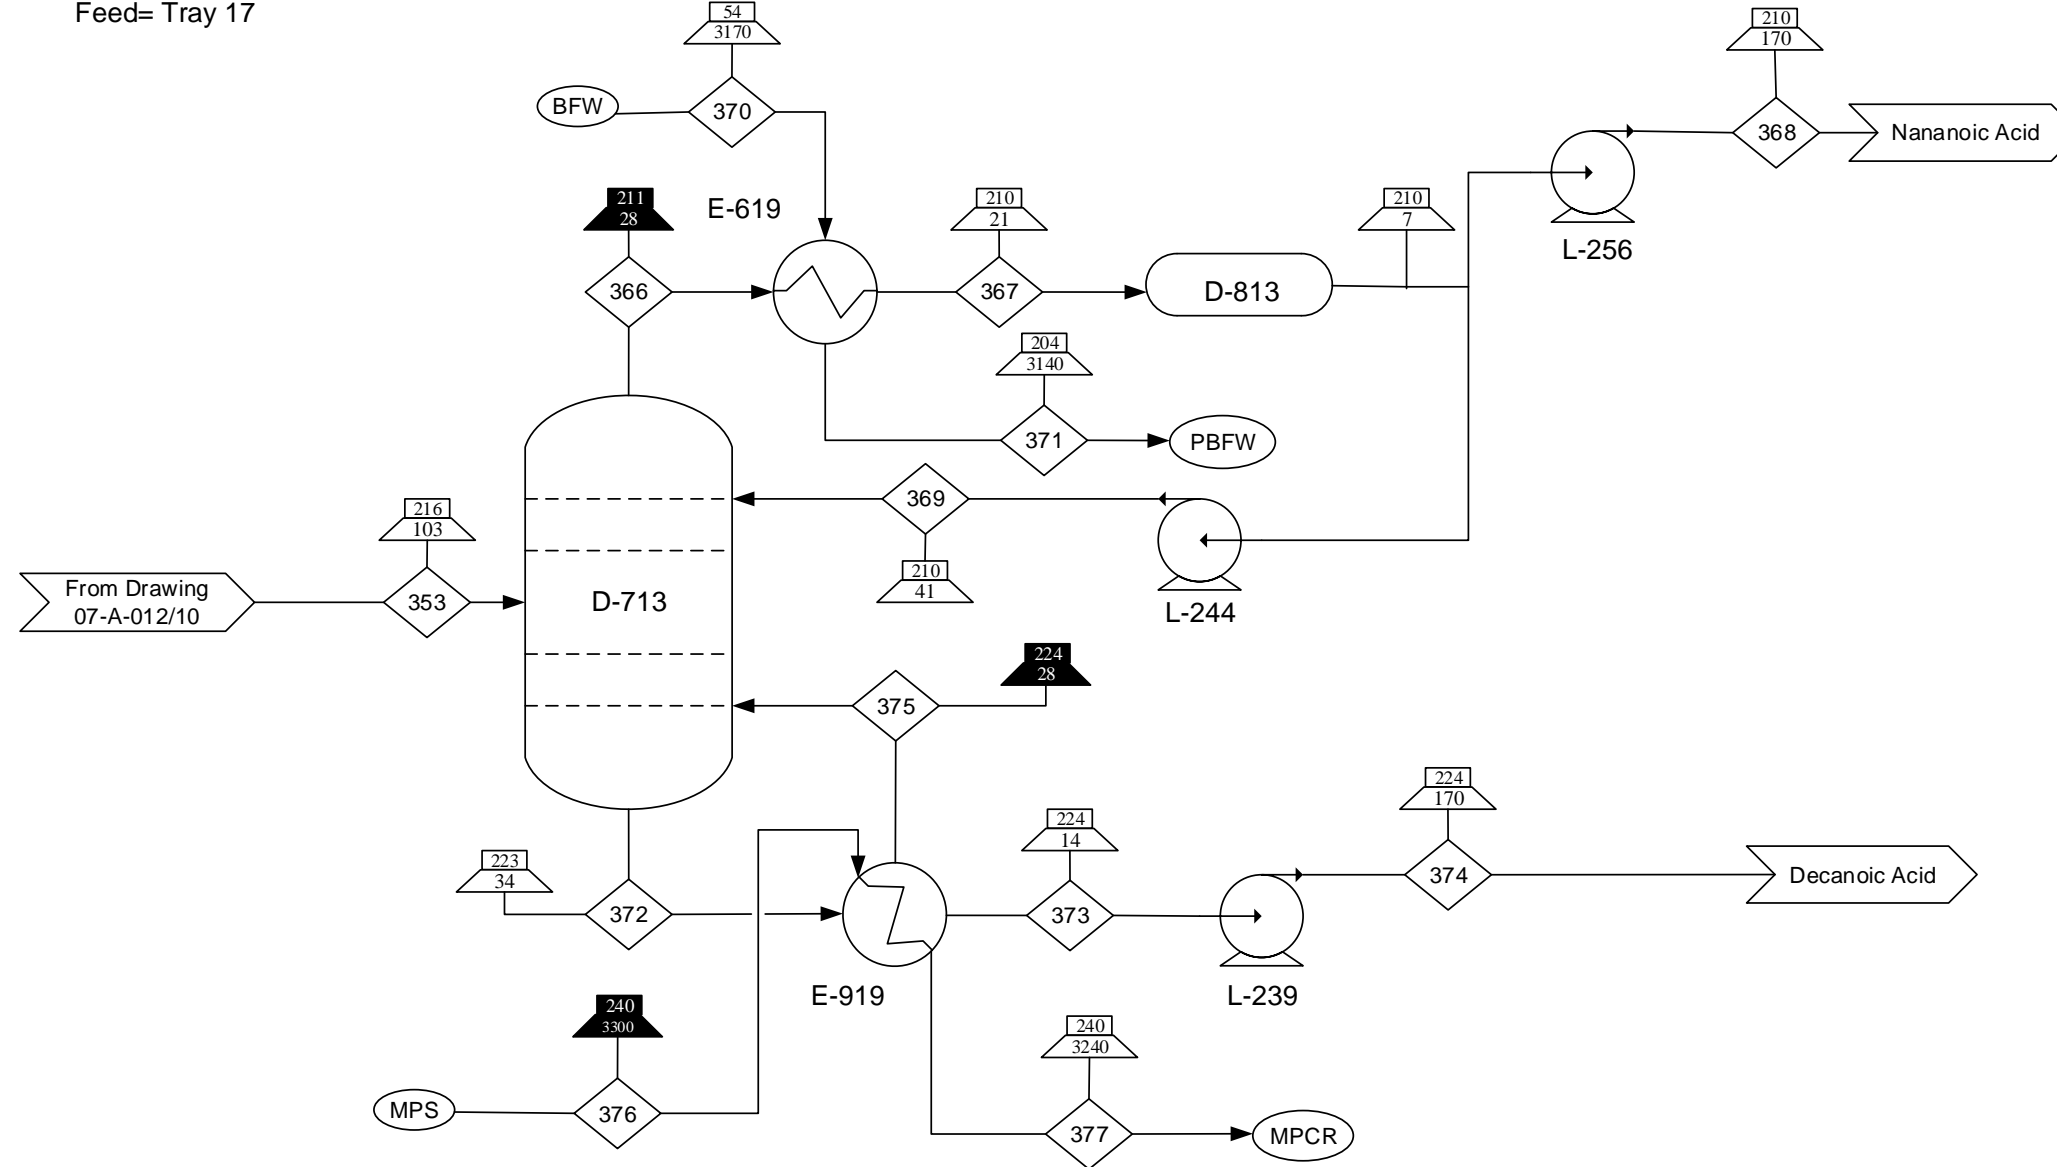 Feed= Tray 17
54
3170
210
170
BFW
370
368
Nananoic Acid
211
28
E-619
210
21
210
7
L-256
366
367
D-813
204
3140
371
PBFW
369
216
103
210
41
From Drawing
07-A-012/10
353
D-713
L-244
224
28
375
224
170
224
14
223
34
374
Decanoic Acid
372
373
E-919
L-239
240
3300
240
3240
MPS
376
377
MPCR